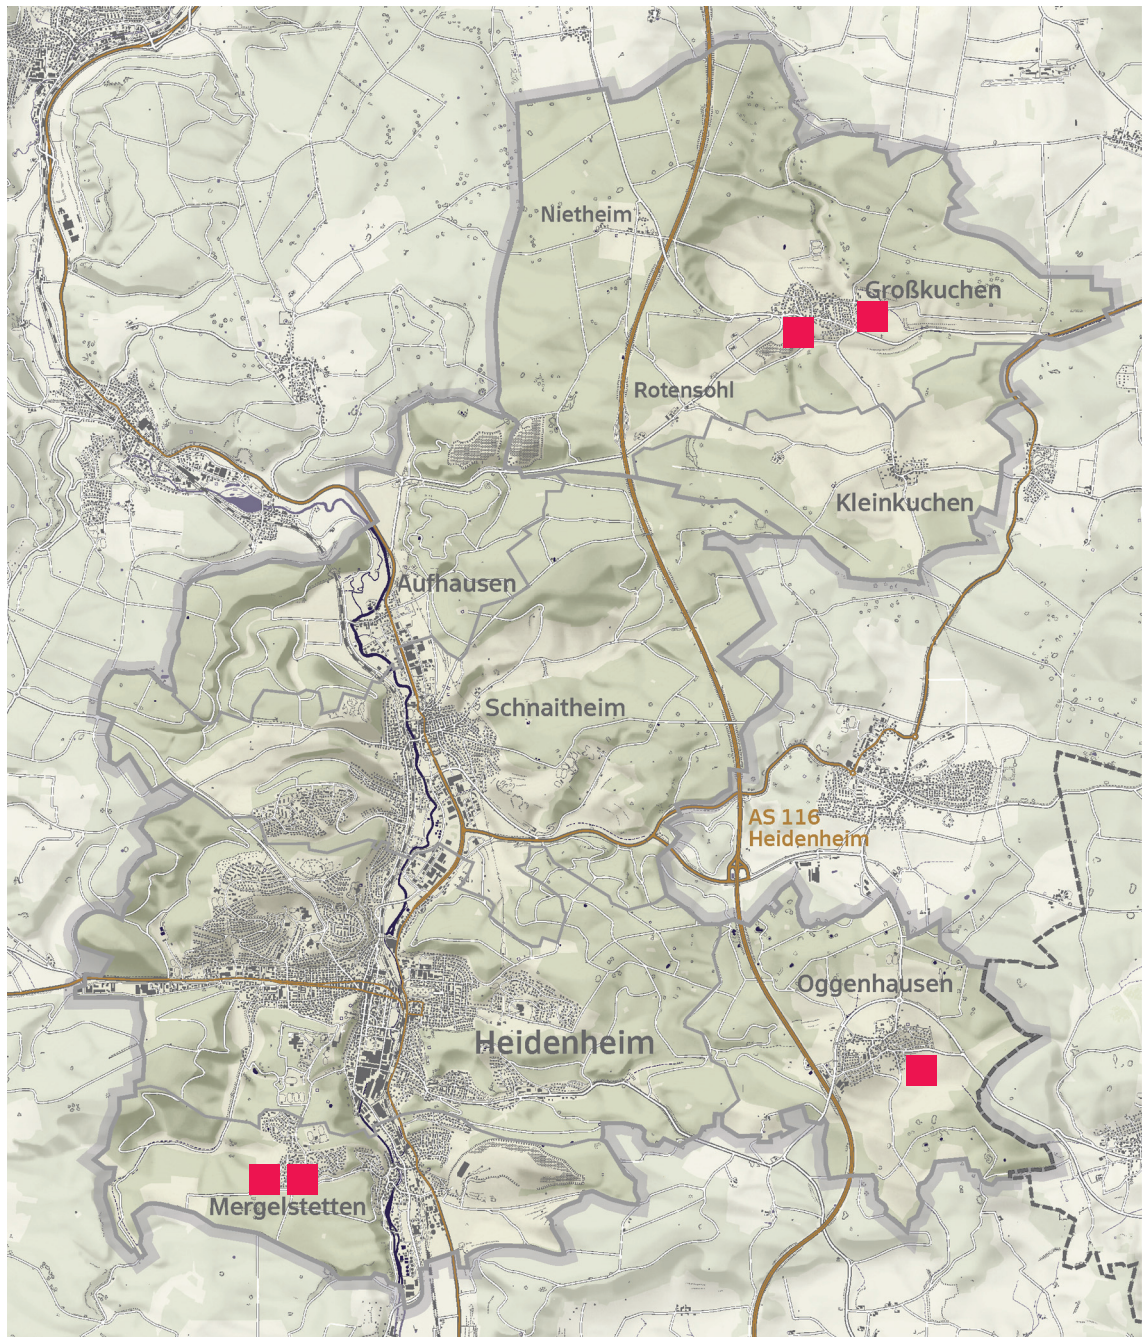 Nietheim
Großkuchen
Rotensohl
Kleinkuchen
Aufhausen
Schnaitheim
AS 116
Heidenheim
Oggenhausen
Heidenheim
Mergelstetten